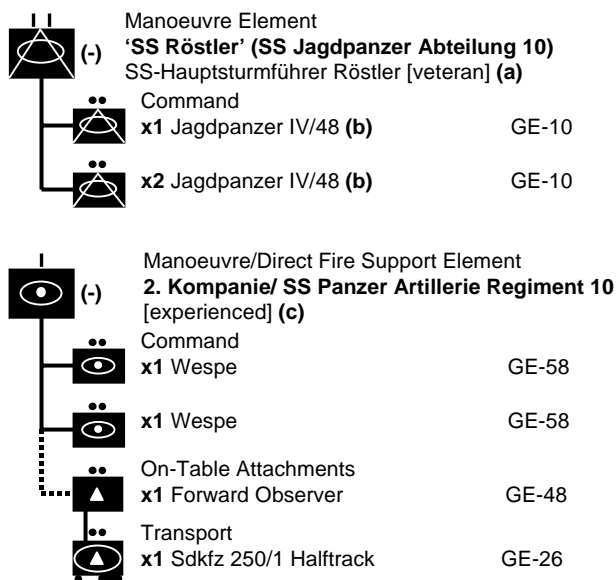 Manoeuvre Element
(-) 'SS Röstler' (SS Jagdpanzer Abteilung 10)
SS-Hauptsturmführer Röstler [veteran] (a)
Command
x1 Jagdpanzer IV/48 (b) GE-10
x2 Jagdpanzer IV/48 (b) GE-10
Manoeuvre/Direct Fire Support Element
(-) 2. Kompanie/ SS Panzer Artillerie Regiment 10
[experienced] (c)
Command
x1 Wespe GE-58
x1 Wespe GE-58
On-Table Attachments
x1 Forward Observer GE-48
Transport
x1 Sdkfz 250/1 Halftrack GE-26